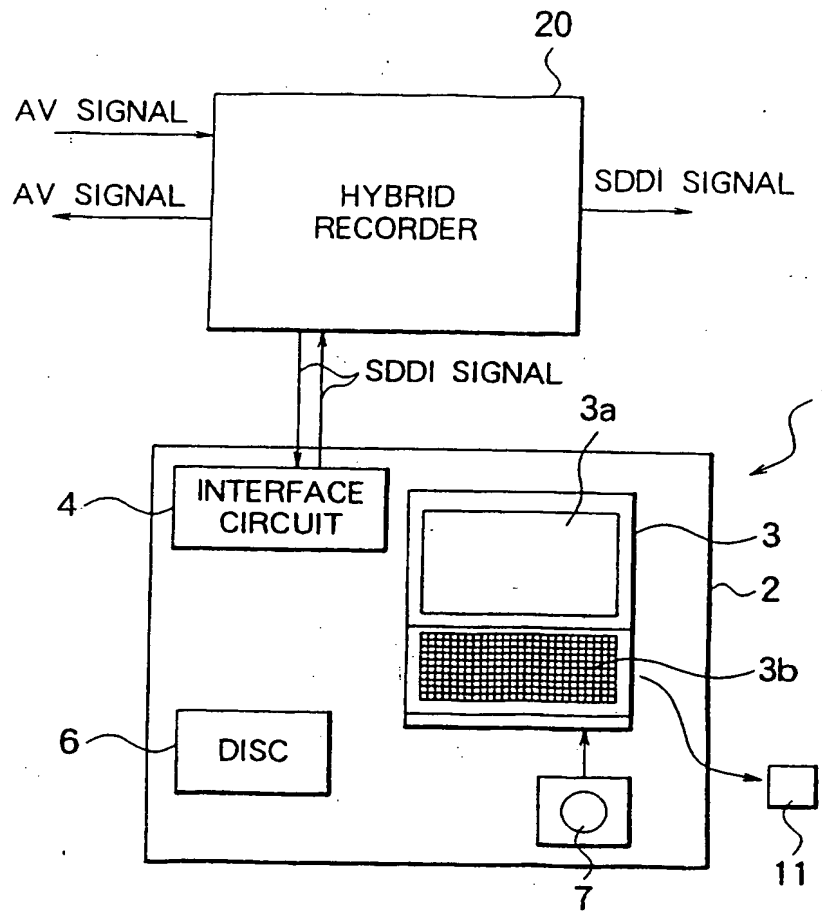 20
AV SIGNAL
AV SIGNAL
HYBRID
RECORDER
SDDI SIGNAL
SDDI SIGNAL
3a
4
INTERFACE
CIRCUIT
3
2
3b
6
DISC
7
11